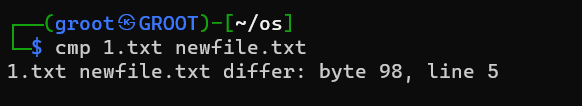 ┌──(groot㉿GROOT)-[~/os]
└─$ cmp 1.txt newfile.txt
1.txt newfile.txt differ: byte 98, line 5